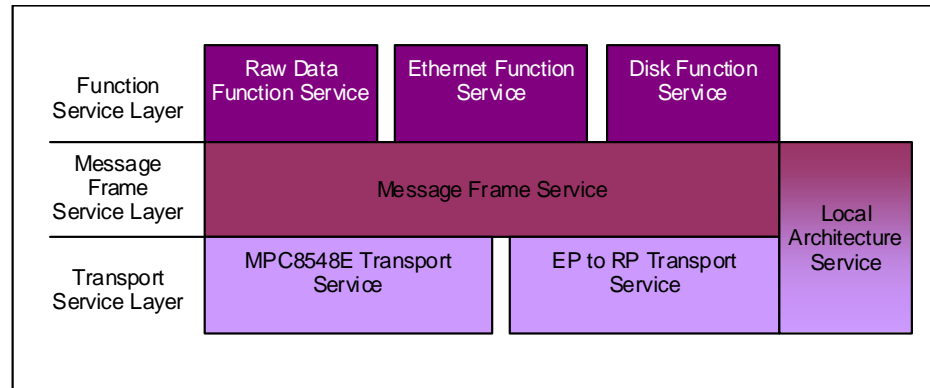 Function
Service Layer
Raw Data
Function Service
Ethernet Function
Service
Disk Function
Service
Message
Frame
Service Layer
Message Frame Service
Local
Architecture
Service
Transport
Service Layer
MPC8548E Transport
Service
EP to RP Transport
Service